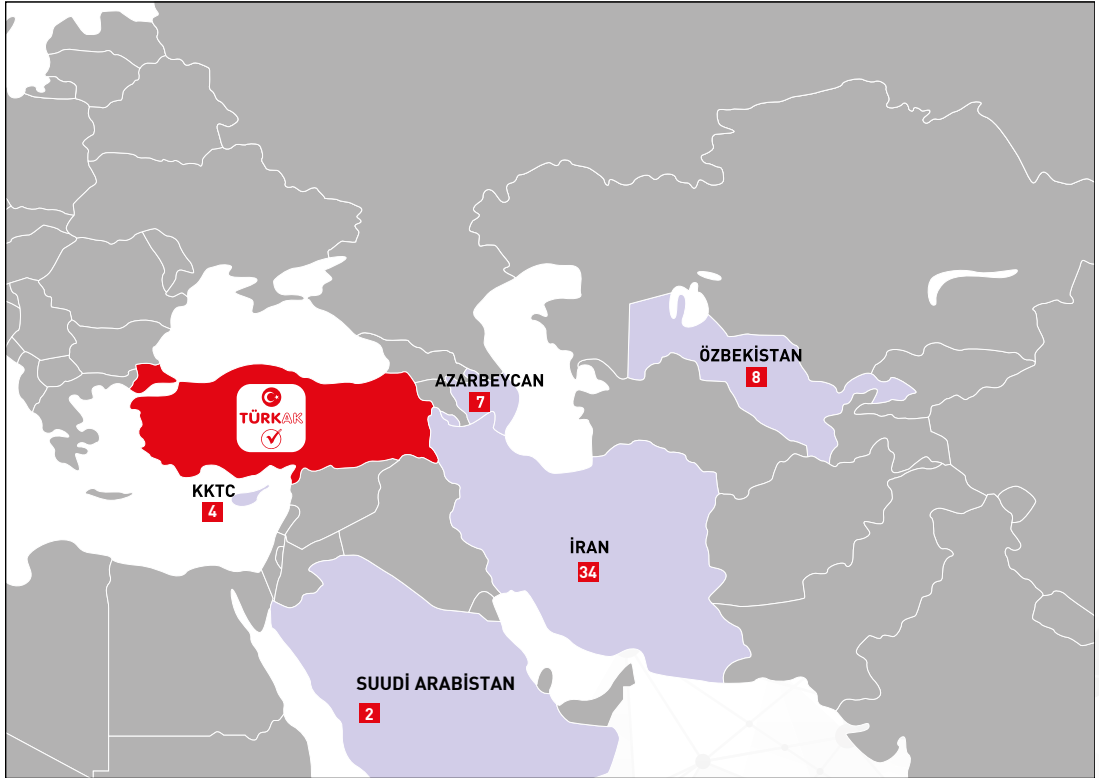 ÖZBEKİSTAN
8
AZARBEYCAN
7
TÜRKAK
KKTC
4
İRAN
34
SUUDİ ARABİSTAN
2